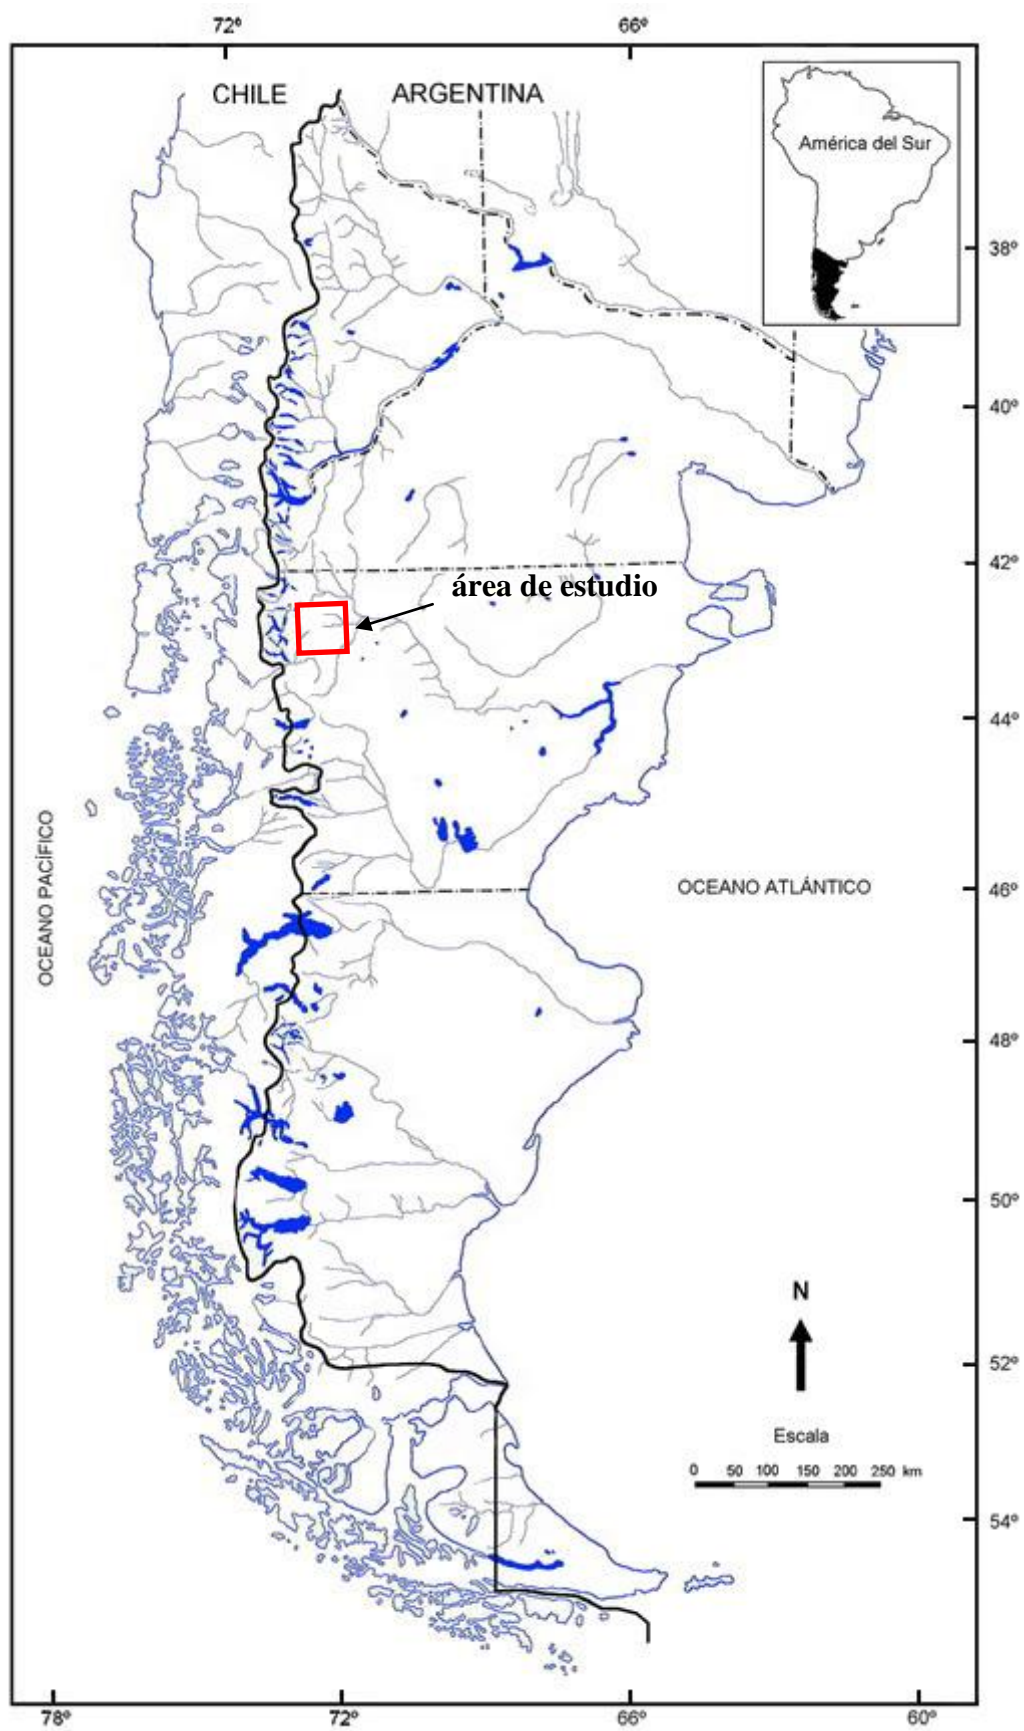 72º
66º
CHILE
ARGENTINA
América del Sur
38º
40º
42º
área de estudio
44º
OCEANO PACÍFICO
OCEANO ATLÁNTICO
46º
48º
50º
N
52º
Escala
0 50 100 150 200 250 km
54º
78º
72º
66º
60º